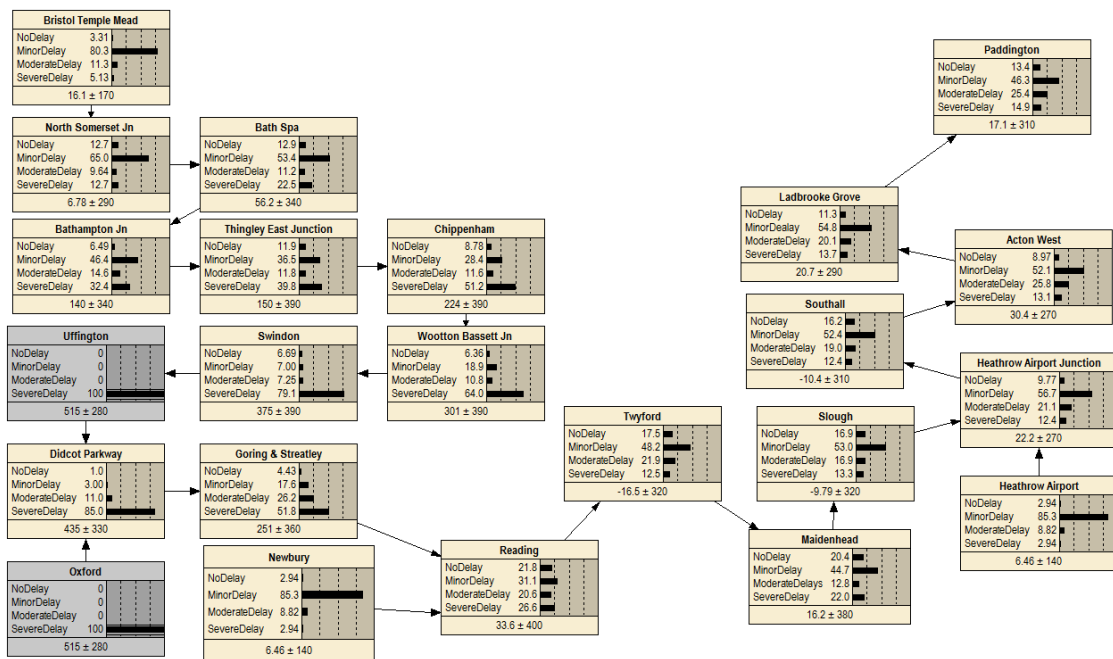 Bristol Temple Mead
NoDelay 3.31
MinorDelay 80.3
ModerateDelay 11.3
SevereDelay 5.13
16.1 ± 170
North Somerset Jn
NoDelay 12.7
MinorDelay 65.0
ModerateDelay 9.64
SevereDelay 12.7
6.78 ± 290
Bath Spa
NoDelay 12.9
MinorDelay 53.4
ModerateDelay 11.2
SevereDelay 22.5
56.2 ± 340
Bathampton Jn
NoDelay 6.49
MinorDelay 46.4
ModerateDelay 14.6
SevereDelay 32.4
140 ± 340
Thingley East Junction
NoDelay 11.9
MinorDelay 36.5
ModerateDelay 11.8
SevereDelay 39.8
150 ± 390
Chippenham
NoDelay 8.78
MinorDelay 28.4
ModerateDelay 11.6
SevereDelay 51.2
224 ± 390
Uffington
NoDelay 0
MinorDelay 0
ModerateDelay 0
SevereDelay 100
515 ± 280
Swindon
NoDelay 6.69
MinorDelay 7.00
ModerateDelay 7.25
SevereDelay 79.1
375 ± 390
Wootton Bassett Jn
NoDelay 6.36
MinorDelay 18.9
ModerateDelay 10.8
SevereDelay 64.0
301 ± 390
Didcot Parkway
NoDelay 1.0
MinorDelay 3.00
ModerateDelay 11.0
SevereDelay 85.0
435 ± 330
Goring & Streatley
NoDelay 4.43
MinorDelay 17.6
ModerateDelay 26.2
SevereDelay 51.8
251 ± 360
Oxford
NoDelay 0
MinorDelay 0
ModerateDelay 0
SevereDelay 100
515 ± 280
Newbury
NoDelay 2.94
MinorDelay 85.3
ModerateDelay 8.82
SevereDelay 2.94
6.46 ± 140
Reading
NoDelay 21.8
MinorDelay 31.1
ModerateDelay 20.6
SevereDelay 26.6
33.6 ± 400
Twyford
NoDelay 17.5
MinorDelay 48.2
ModerateDelay 21.9
SevereDelay 12.5
-16.5 ± 320
Maidenhead
NoDelay 20.4
MinorDelay 44.7
ModerateDelays 12.8
SevereDelay 22.0
16.2 ± 380
Slough
NoDelay 16.9
MinorDelay 53.0
ModerateDelay 16.9
SevereDelay 13.3
-9.79 ± 320
Heathrow Airport
NoDelay 2.94
MinorDelay 85.3
ModerateDelay 8.82
SevereDelay 2.94
6.46 ± 140
Heathrow Airport Junction
NoDelay 9.77
MinorDelay 56.7
ModerateDelay 21.1
SevereDelay 12.4
22.2 ± 270
Southall
NoDelay 16.2
MinorDelay 52.4
ModerateDelay 19.0
SevereDelay 12.4
-10.4 ± 310
Acton West
NoDelay 8.97
MinorDelay 52.1
ModerateDelay 25.8
SevereDelay 13.1
30.4 ± 270
Ladbrooke Grove
NoDelay 11.3
MinorDelay 54.8
ModerateDealay 20.1
SevereDelay 13.7
20.7 ± 290
Paddington
NoDelay 13.4
MinorDelay 46.3
ModerateDelay 25.4
SevereDelay 14.9
17.1 ± 310